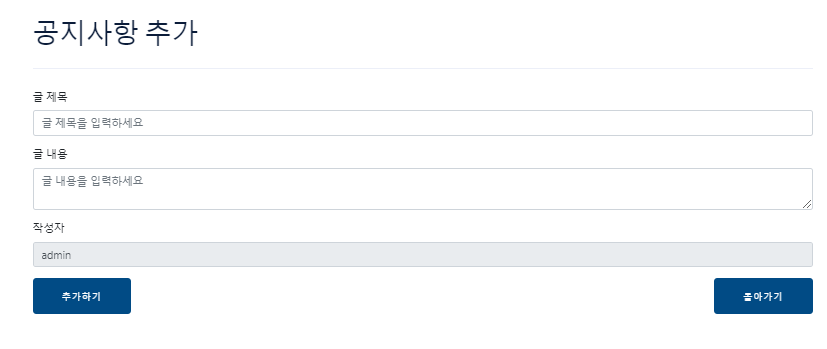 공지사항 추가
글 제목
글 제목을 입력하세요
글 내용
글 내용을 입력하세요
작성자
admin
추가하기
돌아가기